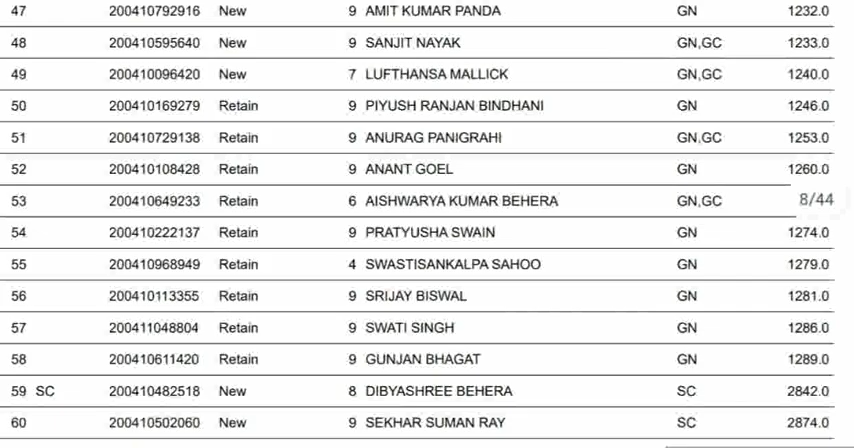 47 200410792916 New 9 AMIT KUMAR PANDA GN 1232.0
48 200410595640 New 9 SANJIT NAYAK GN,GC 1233.0
49 200410096420 New 7 LUFTHANSA MALLICK GN,GC 1240.0
50 200410169279 Retain 9 PIYUSH RANJAN BINDHANI GN 1246.0
51 200410729138 Retain 9 ANURAG PANIGRAHI GN,GC 1253.0
52 200410108428 Retain 9 ANANT GOEL GN 1260.0
53 200410649233 Retain 6 AISHWARYA KUMAR BEHERA GN,GC 8/44
54 200410222137 Retain 9 PRATYUSHA SWAIN GN 1274.0
55 200410968949 Retain 4 SWASTISANKALPA SAHOO GN 1279.0
56 200410113355 Retain 9 SRIJAY BISWAL GN 1281.0
57 200411048804 Retain 9 SWATI SINGH GN 1286.0
58 200410611420 Retain 9 GUNJAN BHAGAT GN 1289.0
59 SC 200410482518 New 8 DIBYASHREE BEHERA SC 2842.0
60 200410502060 New 9 SEKHAR SUMAN RAY SC 2874.0